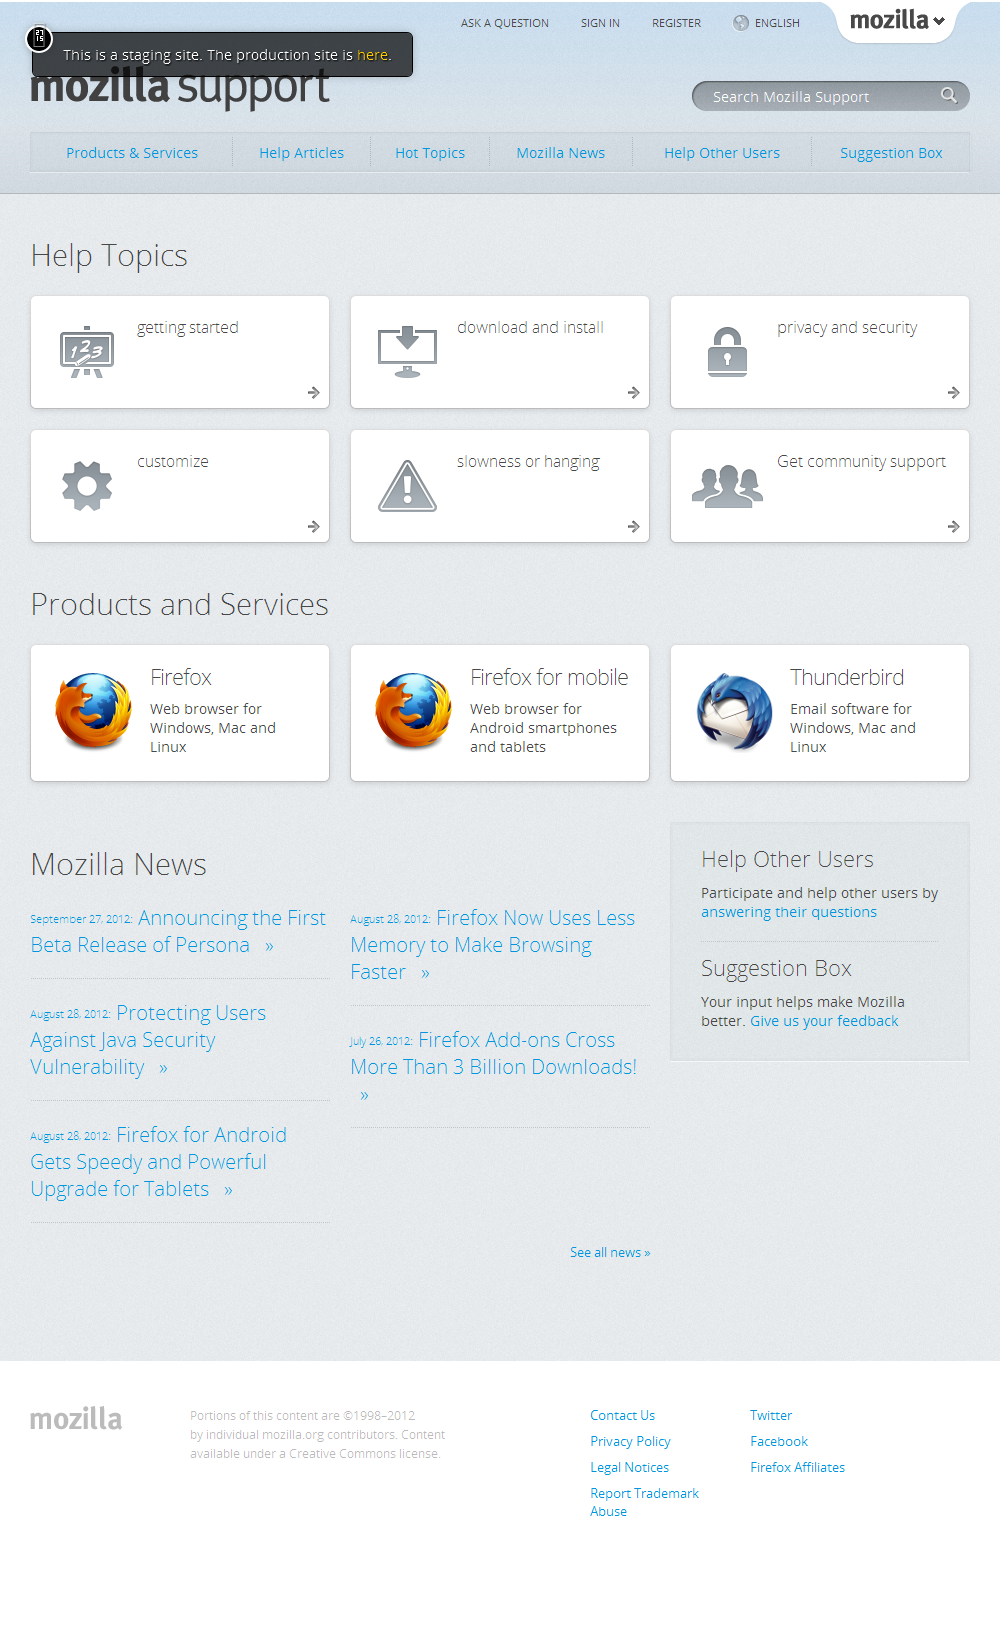 ASK A QUESTION SIGN IN REGISTER ENGLISH mozilla
This is a staging site. The production site is here.
mozilla support
Search Mozilla Support
Products & Services Help Articles Hot Topics Mozilla News Help Other Users Suggestion Box
Help Topics
getting started
download and install
privacy and security
customize
slowness or hanging
Get community support
Products and Services
Firefox
Web browser for
Windows, Mac and
Linux
Firefox for mobile
Web browser for
Android smartphones
and tablets
Thunderbird
Email software for
Windows, Mac and
Linux
Mozilla News
September 27, 2012: Announcing the First
Beta Release of Persona »
August 28, 2012: Protecting Users
Against Java Security
Vulnerability »
August 28, 2012: Firefox for Android
Gets Speedy and Powerful
Upgrade for Tablets »
August 28, 2012: Firefox Now Uses Less
Memory to Make Browsing
Faster »
July 26, 2012: Firefox Add-ons Cross
More Than 3 Billion Downloads!
»
See all news »
Help Other Users
Participate and help other users by
answering their questions
Suggestion Box
Your input helps make Mozilla
better. Give us your feedback
mozilla
Portions of this content are ©1998–2012
by individual mozilla.org contributors. Content
available under a Creative Commons license.
Contact Us
Privacy Policy
Legal Notices
Report Trademark
Abuse
Twitter
Facebook
Firefox Affiliates